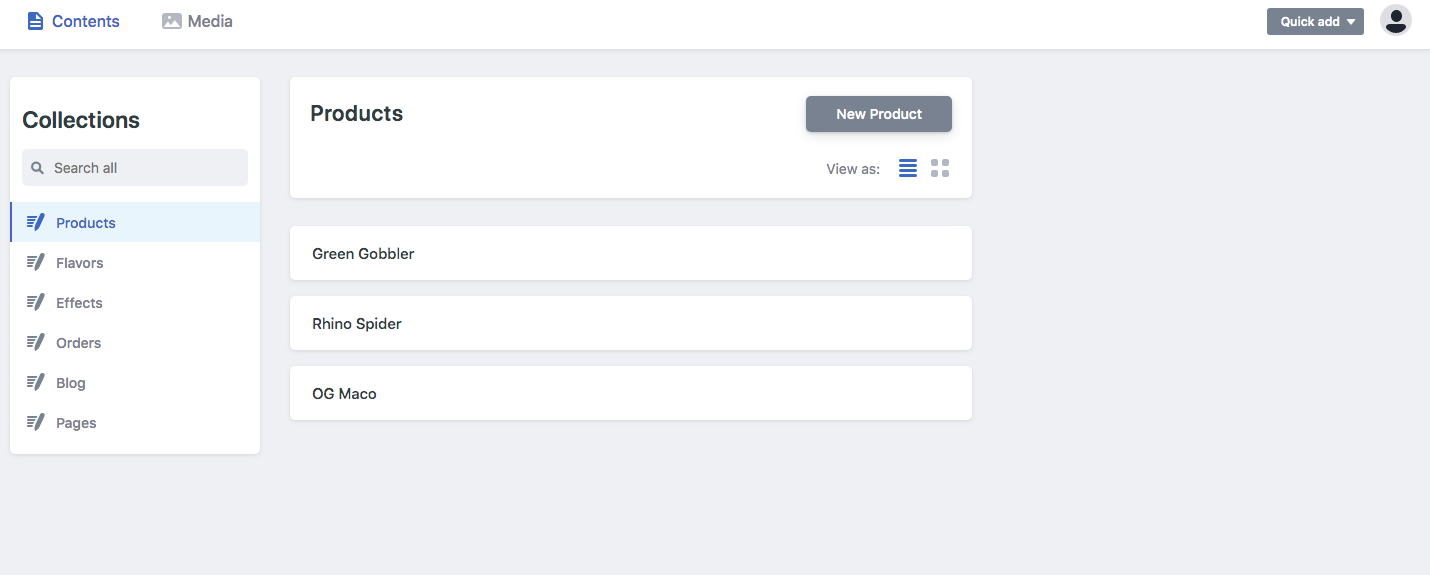 Contents
Media
Quick add
Collections
Search all
Products
Flavors
Effects
Orders
Blog
Pages
Products
New Product
View as:
Green Gobbler
Rhino Spider
OG Maco